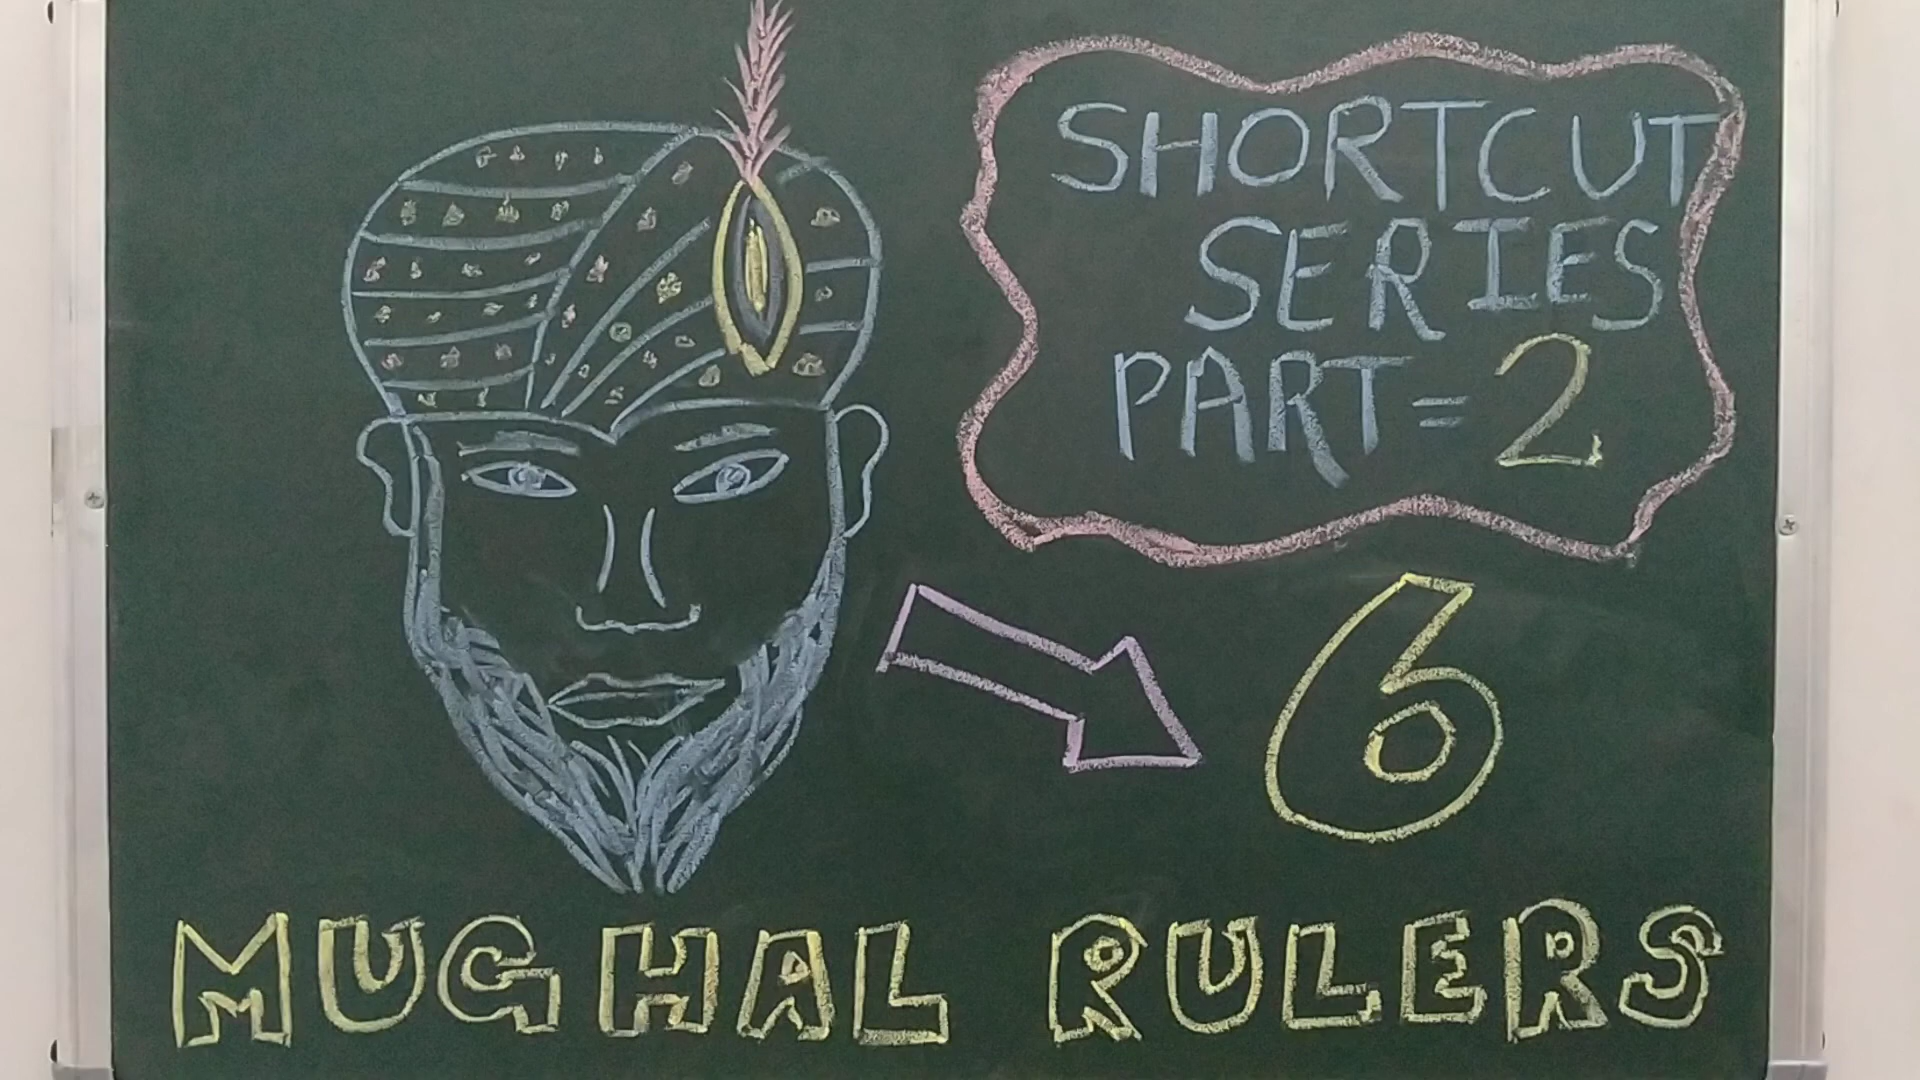 SHORTCUT
SERIES
PART = 2
6
MUGHAL RULERS